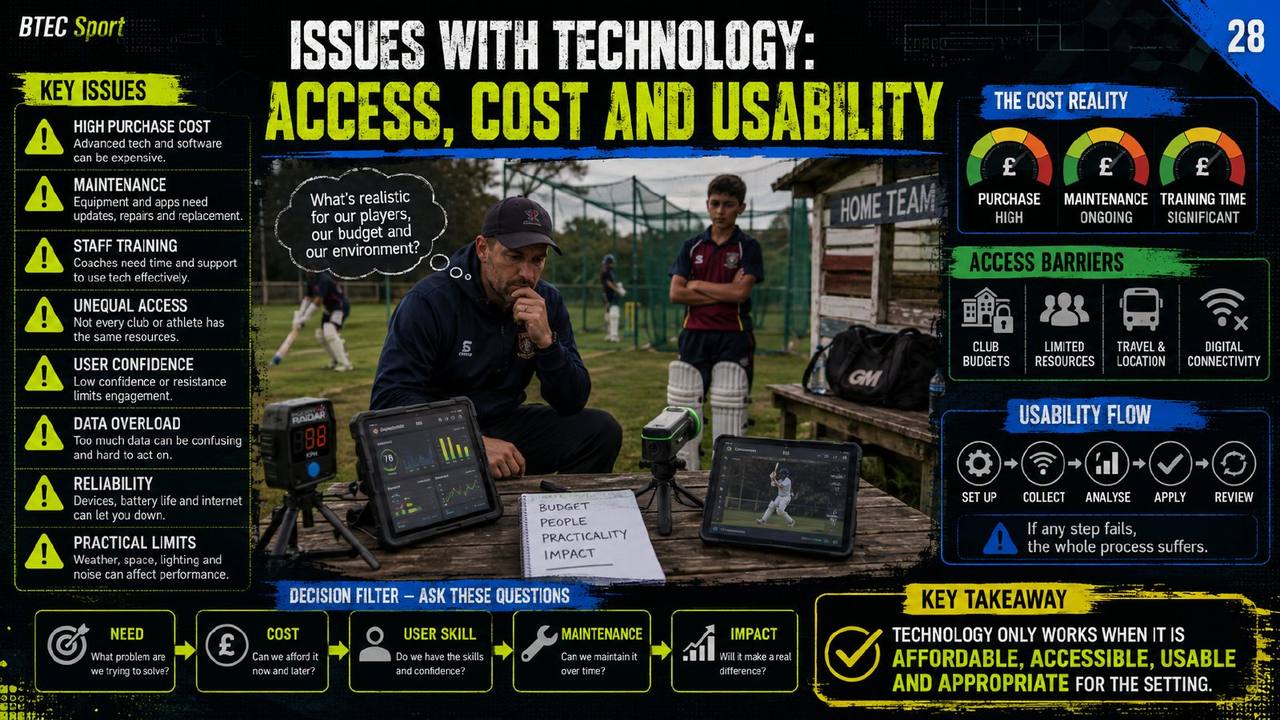 BTEC Sport
ISSUES WITH TECHNOLOGY:
ACCESS, COST AND USABILITY
28
KEY ISSUES
HIGH PURCHASE COST
Advanced tech and software
can be expensive.
MAINTENANCE
Equipment and apps need
updates, repairs and replacement.
STAFF TRAINING
Coaches need time and support
to use tech effectively.
UNEQUAL ACCESS
Not every club or athlete has
the same resources.
USER CONFIDENCE
Low confidence or resistance
limits engagement.
DATA OVERLOAD
Too much data can be confusing
and hard to act on.
RELIABILITY
Devices, battery life and internet
can let you down.
PRACTICAL LIMITS
Weather, space, lighting and
noise can affect performance.
What's realistic
for our players,
our budget and
our environment?
HOME TEAM
GM
RADAR
88
KPH
78
BUDGET
PEOPLE
PRACTICALITY
IMPACT
THE COST REALITY
£ £ £
PURCHASE MAINTENANCE TRAINING TIME
HIGH ONGOING SIGNIFICANT
ACCESS BARRIERS
CLUB BUDGETS
LIMITED RESOURCES
TRAVEL & LOCATION
DIGITAL CONNECTIVITY
USABILITY FLOW
SET UP COLLECT ANALYSE APPLY REVIEW
If any step fails,
the whole process suffers.
DECISION FILTER – ASK THESE QUESTIONS
NEED
What problem are
we trying to solve?
£
COST
Can we afford it
now and later?
USER SKILL
Do we have the skills
and confidence?
MAINTENANCE
Can we maintain it
over time?
IMPACT
Will it make a real
difference?
KEY TAKEAWAY
TECHNOLOGY ONLY WORKS WHEN IT IS
AFFORDABLE, ACCESSIBLE, USABLE
AND APPROPRIATE FOR THE SETTING.